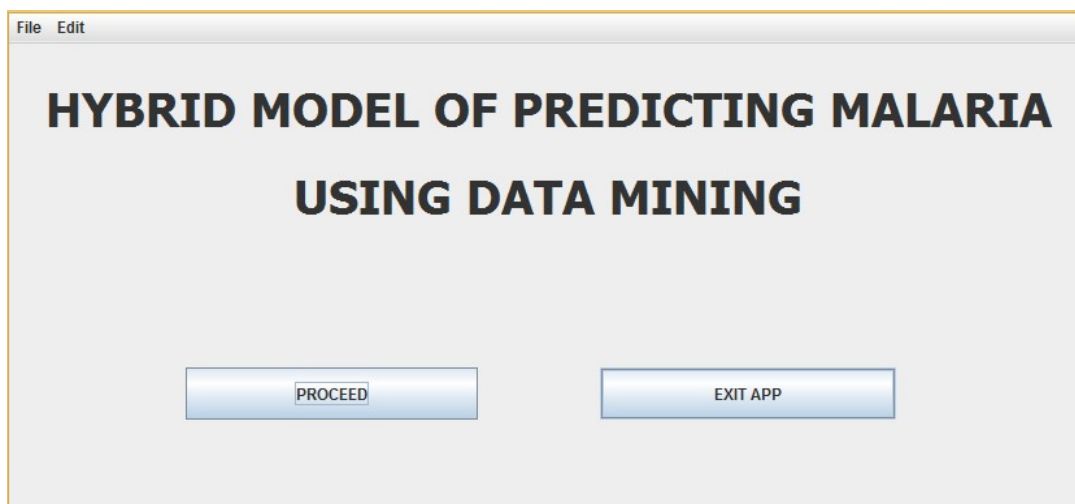 File Edit
HYBRID MODEL OF PREDICTING MALARIA
USING DATA MINING
PROCEED EXIT APP